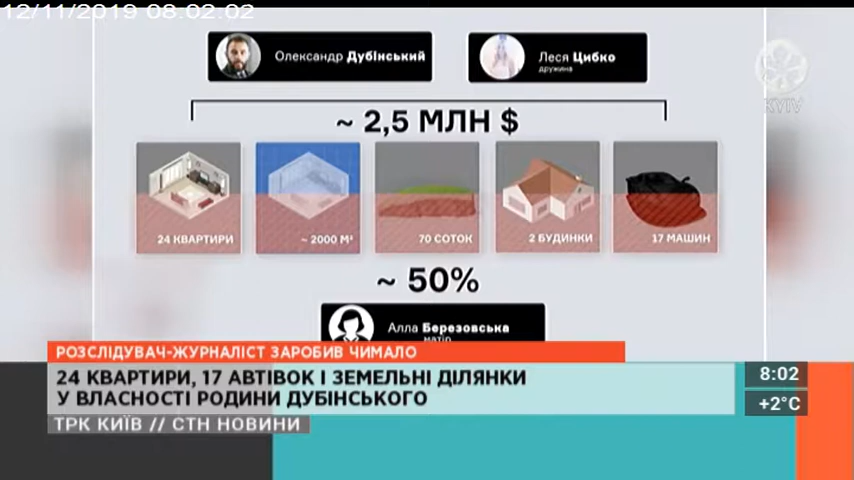 12/11/2019 08.02.02
Олександр Дубінський
Леся Цибко
дружина
KYIV
~ 2,5 МЛН $
24 КВАРТИРИ
~ 2000 М²
70 СОТОК
2 БУДИНКИ
17 МАШИН
~ 50%
Алла Березовська
матір
РОЗСЛІДУВАЧ-ЖУРНАЛІСТ ЗАРОБИВ ЧИМАЛО
24 КВАРТИРИ, 17 АВТІВОК І ЗЕМЕЛЬНІ ДІЛЯНКИ
У ВЛАСНОСТІ РОДИНИ ДУБІНСЬКОГО
8:02
+2°C
ТРК КИЇВ // СТН НОВИНИ